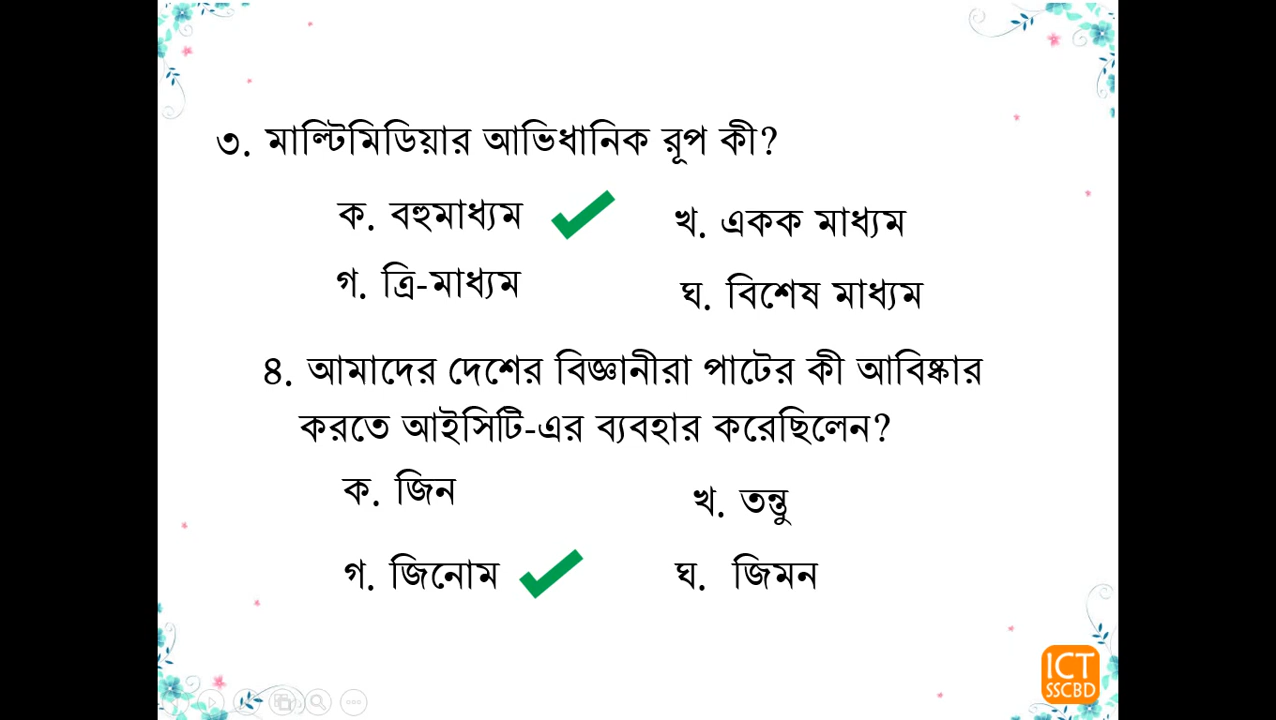 ৩. মাল্টিমিডিয়ার আভিধানিক রূপ কী?
ক. বহুমাধ্যম
খ. একক মাধ্যম
গ. ত্রি-মাধ্যম
ঘ. বিশেষ মাধ্যম
৪. আমাদের দেশের বিজ্ঞানীরা পাটের কী আবিষ্কার
করতে আইসিটি-এর ব্যবহার করেছিলেন?
ক. জিন
খ. তন্তু
গ. জিনোম
ঘ. জিমন
ICT
SSCBD